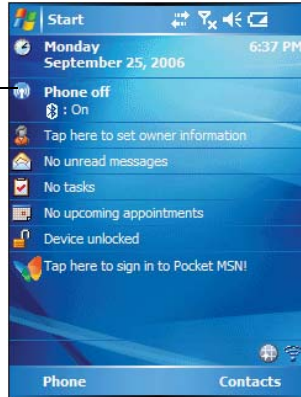 Start
Monday 6:37 PM
September 25, 2006
Phone off
: On
Tap here to set owner information
No unread messages
No tasks
No upcoming appointments
Device unlocked
Tap here to sign in to Pocket MSN!
Phone Contacts